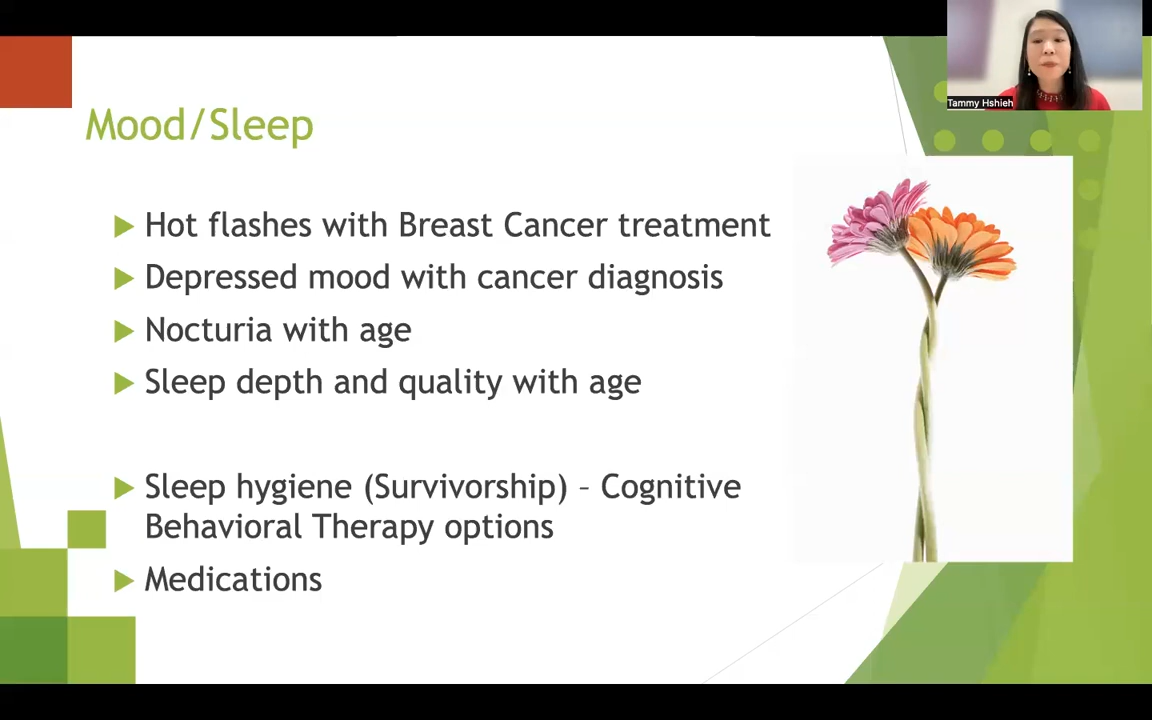 Tammy Hshieh
Mood/Sleep
Hot flashes with Breast Cancer treatment
Depressed mood with cancer diagnosis
Nocturia with age
Sleep depth and quality with age
Sleep hygiene (Survivorship) – Cognitive
Behavioral Therapy options
Medications